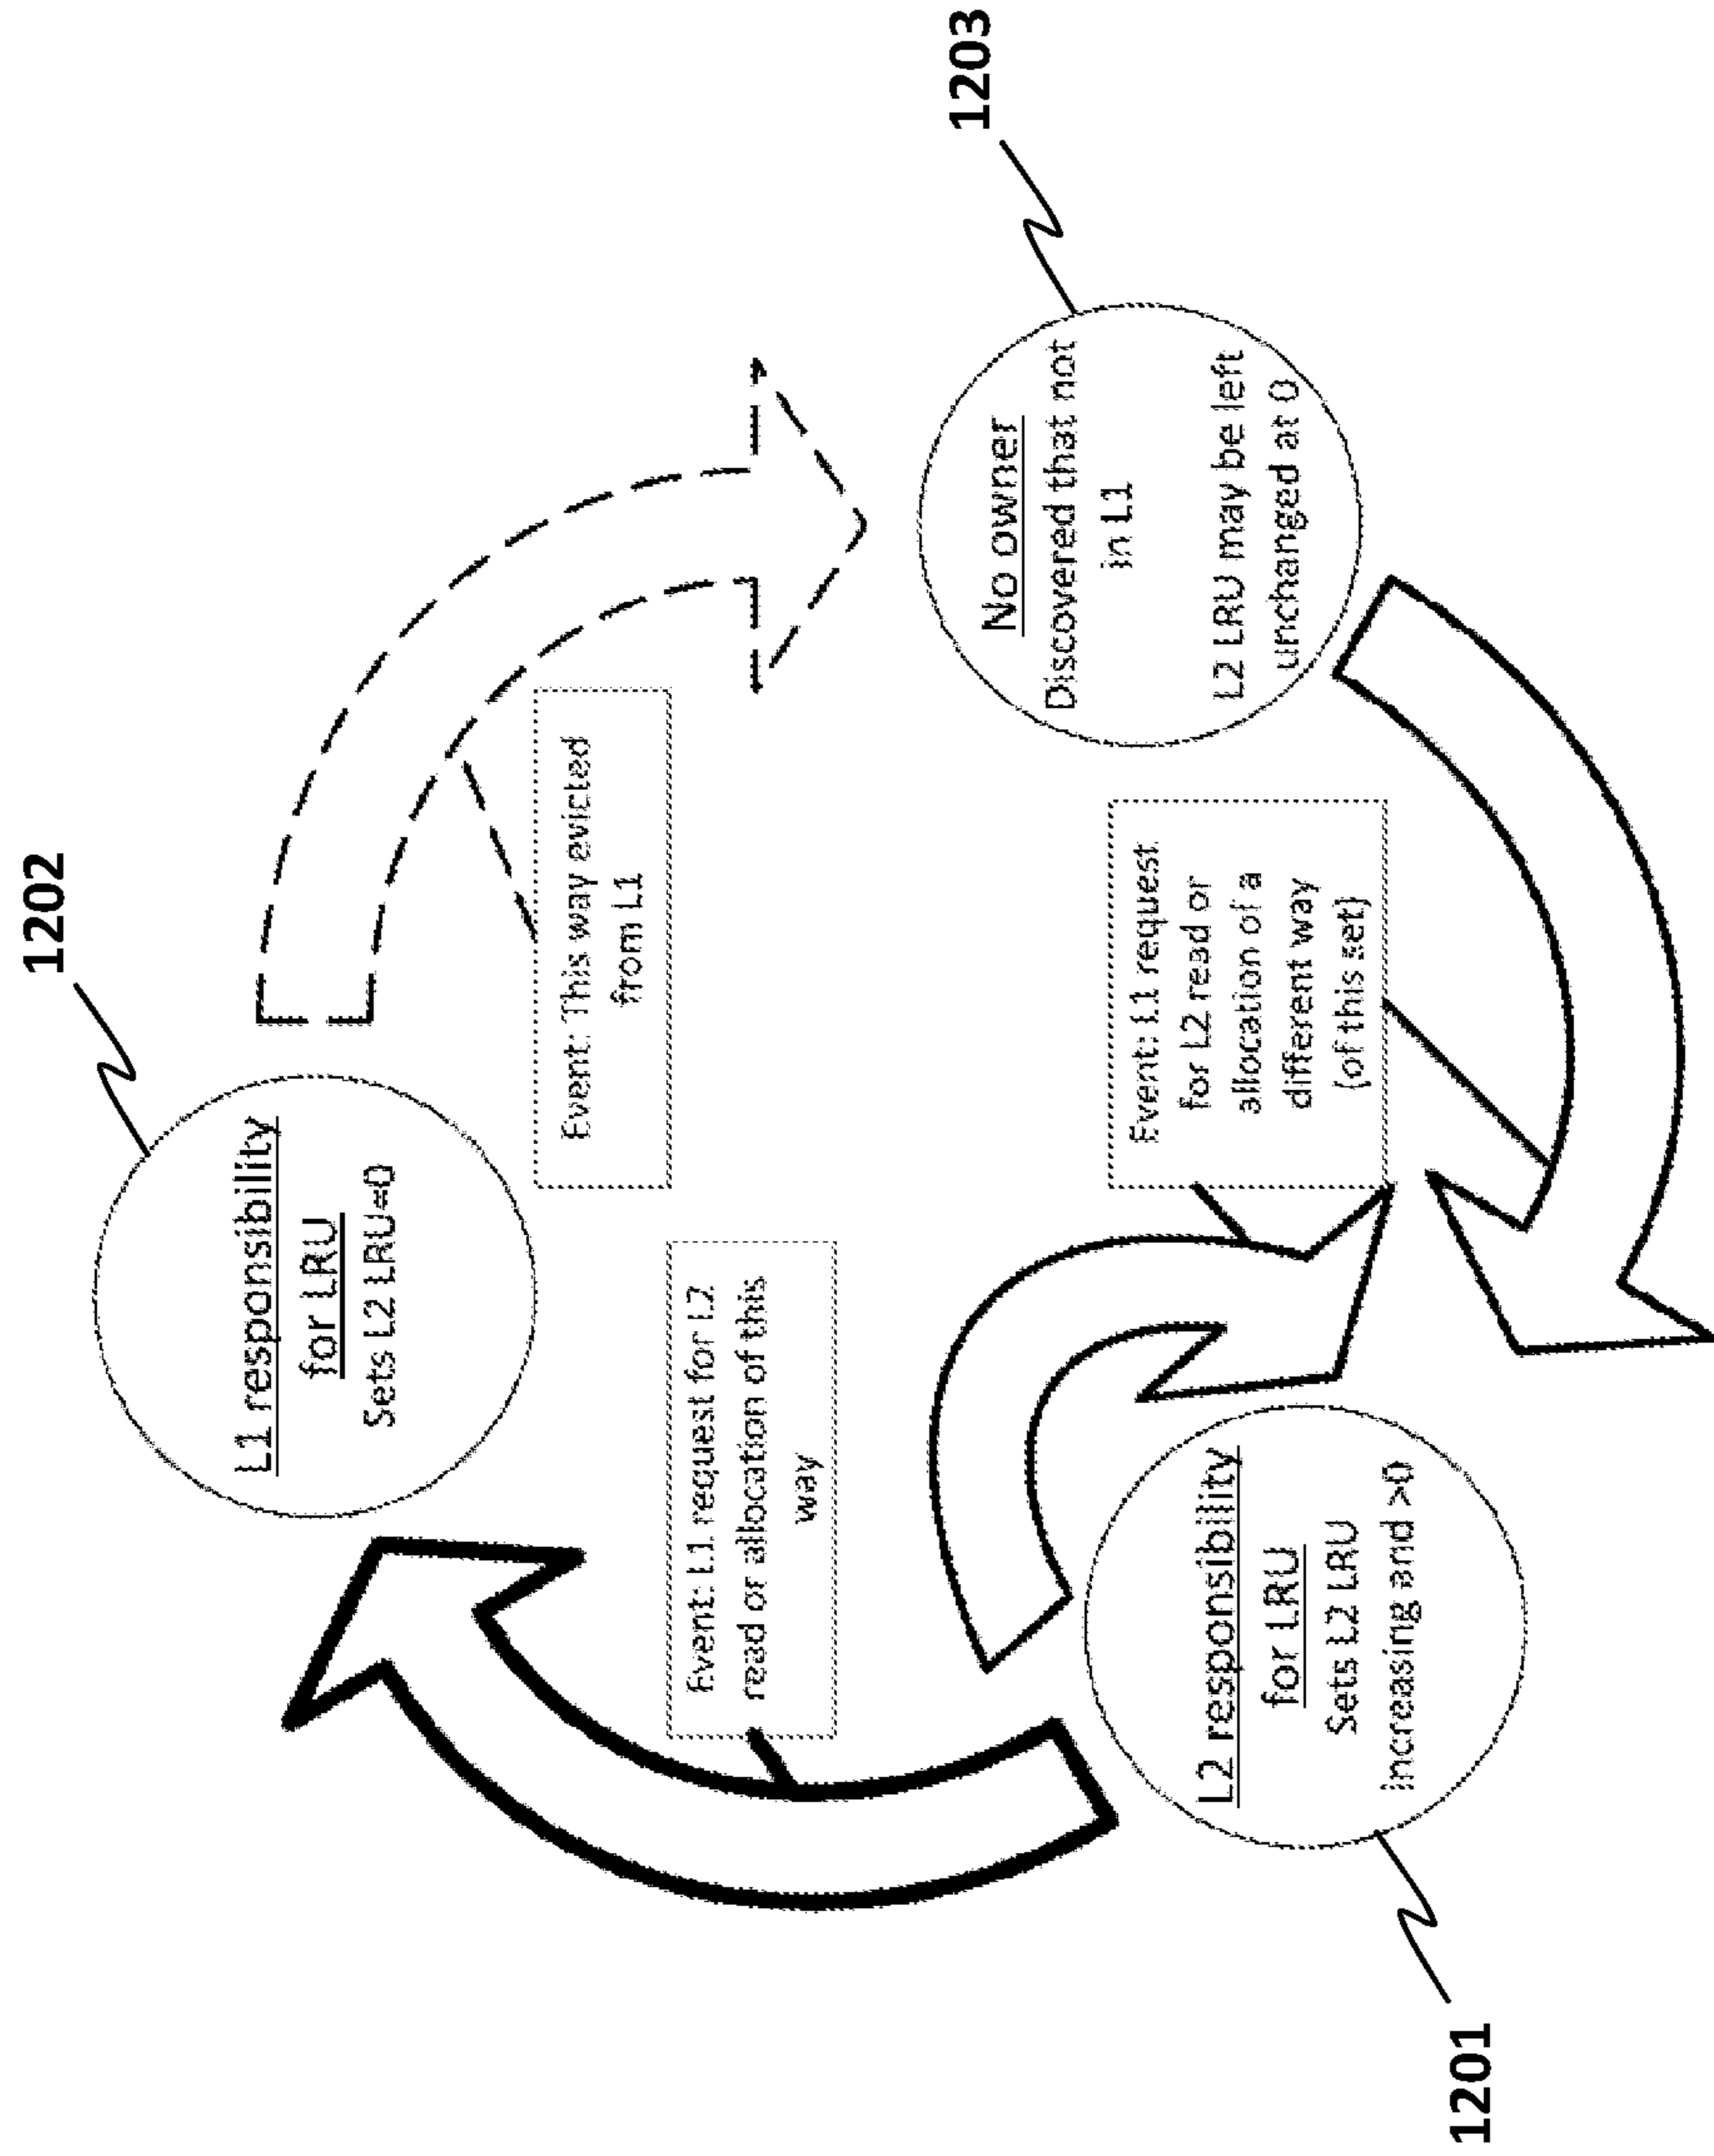 1202
L1 responsibility
for LRU
Sets L2 LRU=0
Event: This way evicted
from L1
1203
No owner
Discovered that not
in L1
L2 LRU may be left
unchanged at 0
Event: L1 request for L2
read or allocation of this
way
Event: L1 request
for L2 read or
allocation of a
different way
(of this set)
L2 responsibility
for LRU
Sets L2 LRU
increasing and >0
1201